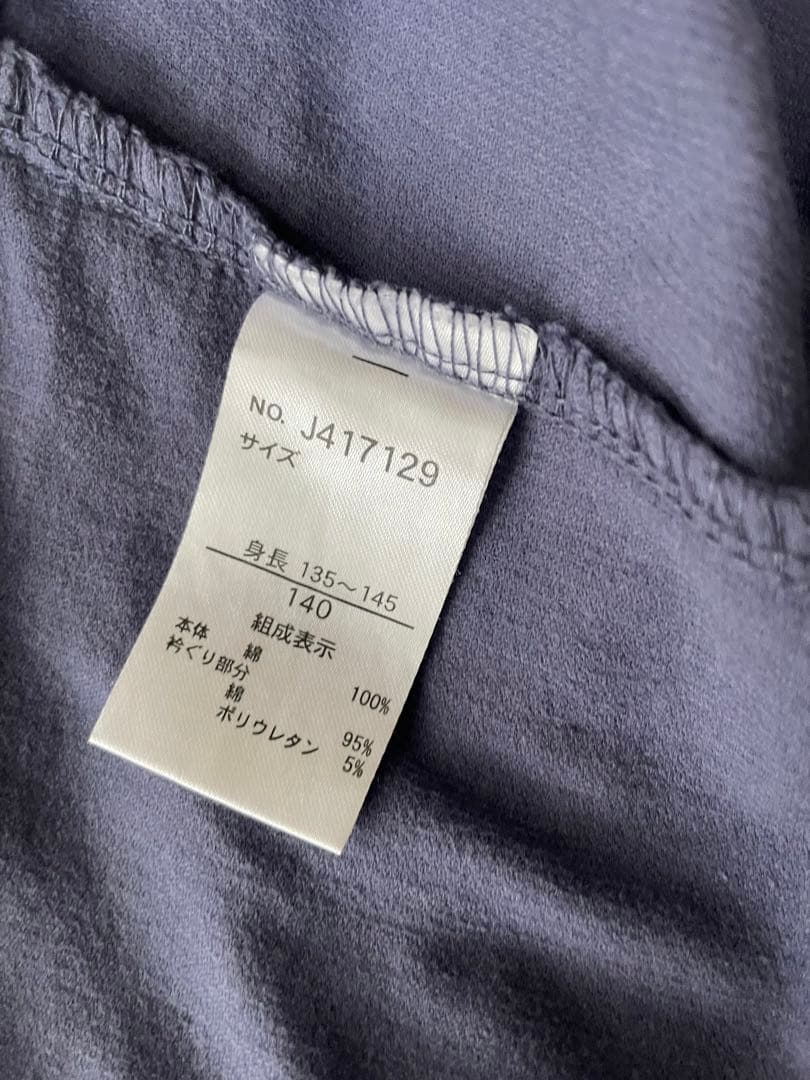 NO. J417129
サイズ
身長 135〜145
140
組成表示
本体 綿 100%
衿ぐり部分
綿 95%
ポリウレタン 5%